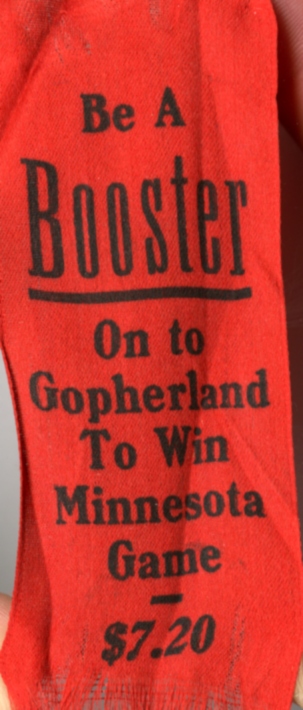 Be A
Booster
On to
Gopherland
To Win
Minnesota
Game
—
$7.20